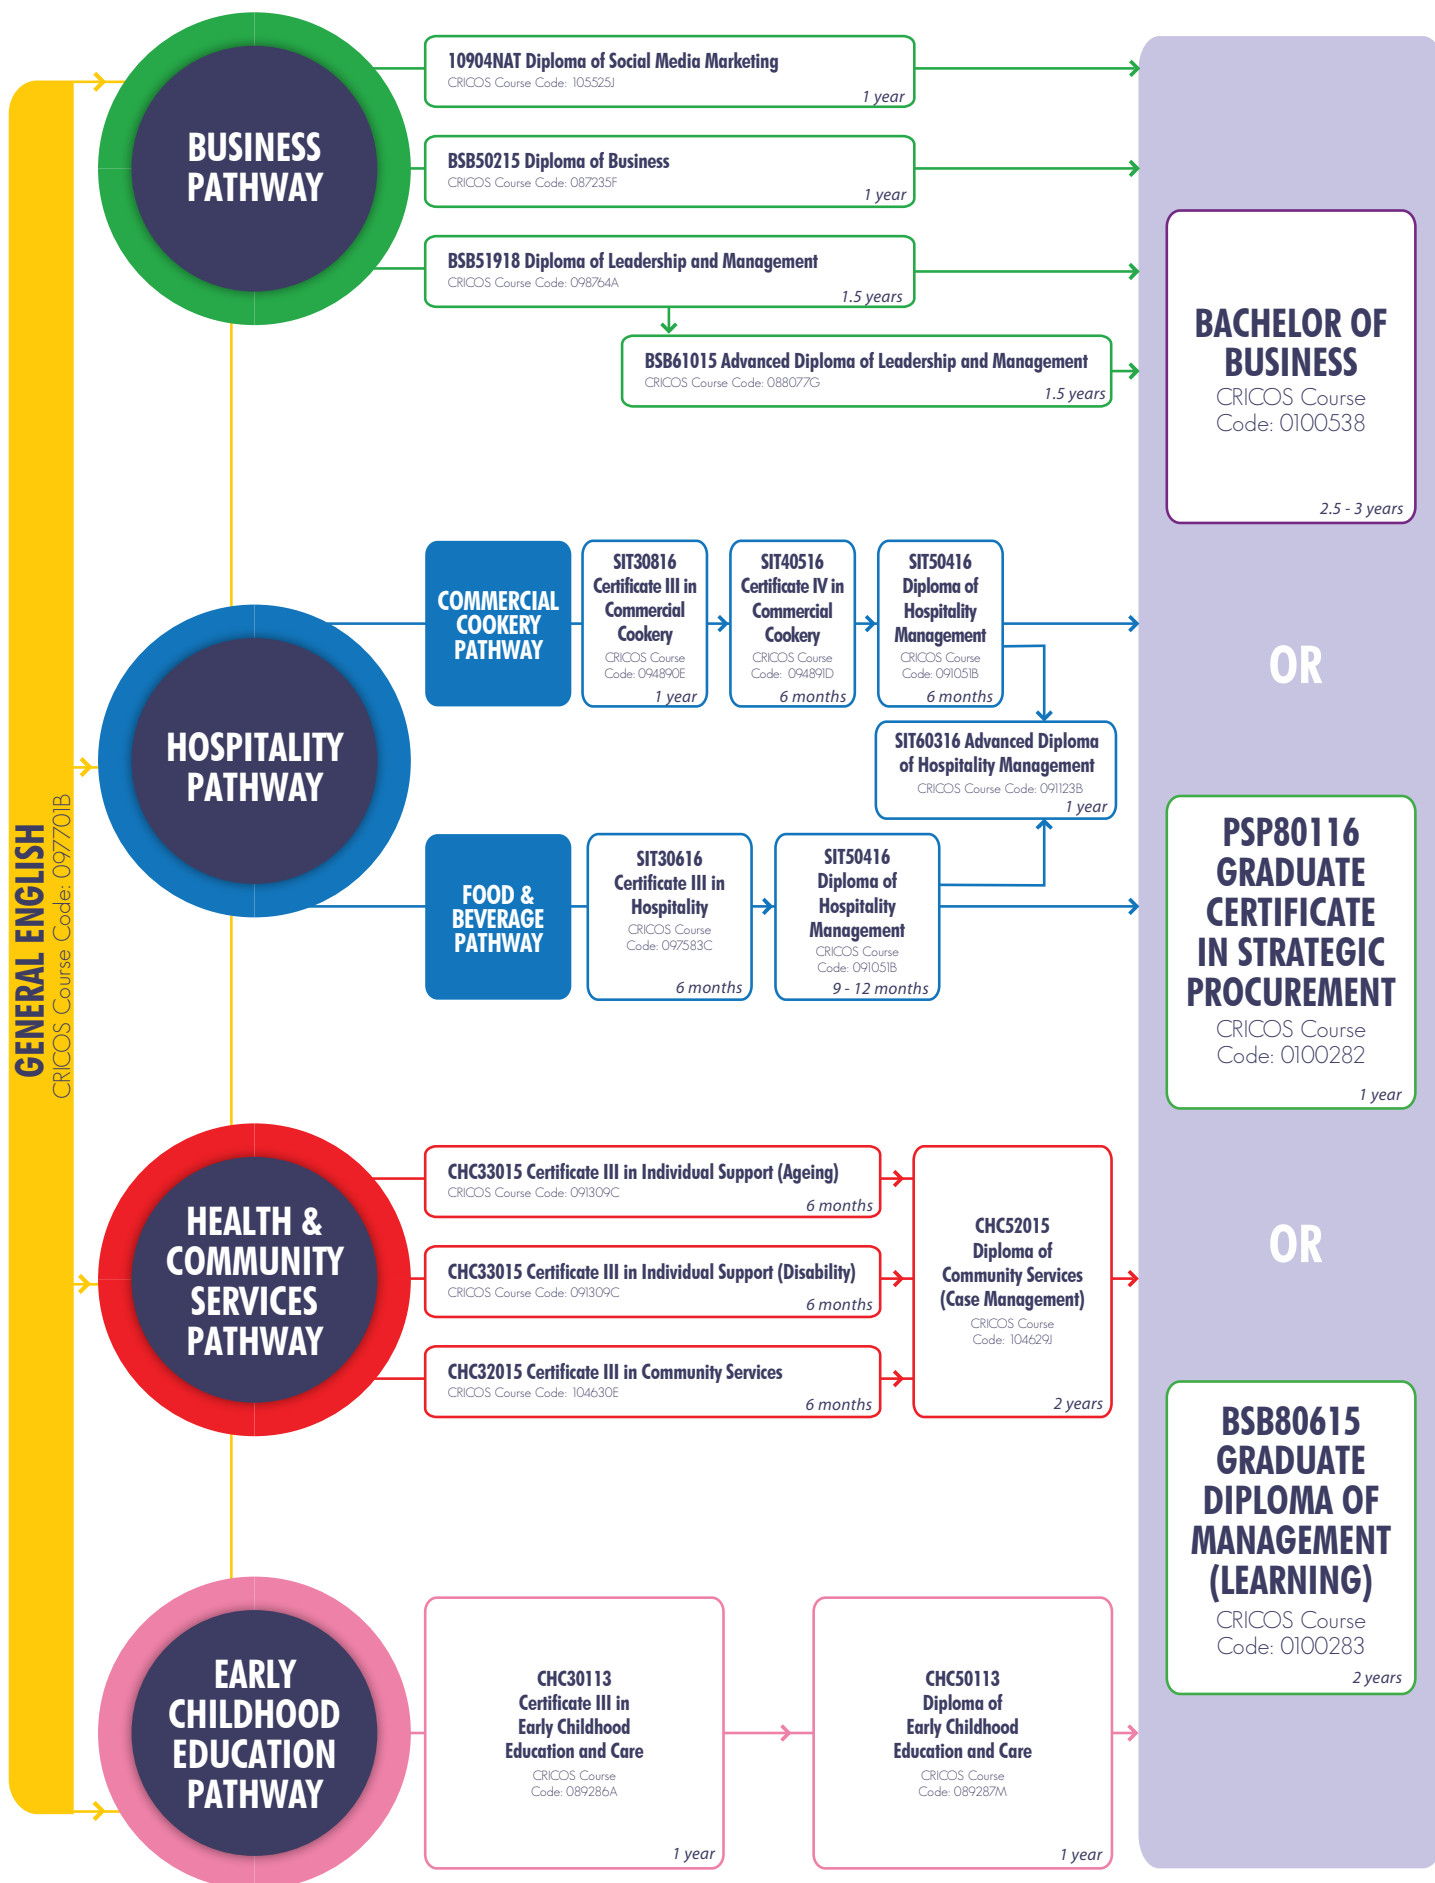 GENERAL ENGLISH
CRICOS Course Code: 097701B
BUSINESS
PATHWAY
10904NAT Diploma of Social Media Marketing
CRICOS Course Code: 105525J
1 year
BSB50215 Diploma of Business
CRICOS Course Code: 087235F
1 year
BSB51918 Diploma of Leadership and Management
CRICOS Course Code: 098764A
1.5 years
BSB61015 Advanced Diploma of Leadership and Management
CRICOS Course Code: 088077G
1.5 years
HOSPITALITY
PATHWAY
COMMERCIAL
COOKERY
PATHWAY
SIT30816
Certificate III in
Commercial
Cookery
CRICOS Course
Code: 094890E
1 year
SIT40516
Certificate IV in
Commercial
Cookery
CRICOS Course
Code: 094891D
6 months
SIT50416
Diploma of
Hospitality
Management
CRICOS Course
Code: 091051B
6 months
SIT60316 Advanced Diploma
of Hospitality Management
CRICOS Course Code: 091123B
1 year
FOOD &
BEVERAGE
PATHWAY
SIT30616
Certificate III in
Hospitality
CRICOS Course
Code: 097583C
6 months
SIT50416
Diploma of
Hospitality
Management
CRICOS Course
Code: 091051B
9 - 12 months
HEALTH &
COMMUNITY
SERVICES
PATHWAY
CHC33015 Certificate III in Individual Support (Ageing)
CRICOS Course Code: 091309C
6 months
CHC33015 Certificate III in Individual Support (Disability)
CRICOS Course Code: 091309C
6 months
CHC32015 Certificate III in Community Services
CRICOS Course Code: 104630E
6 months
CHC52015
Diploma of
Community Services
(Case Management)
CRICOS Course
Code: 104629J
2 years
EARLY
CHILDHOOD
EDUCATION
PATHWAY
CHC30113
Certificate III in
Early Childhood
Education and Care
CRICOS Course
Code: 089286A
1 year
CHC50113
Diploma of
Early Childhood
Education and Care
CRICOS Course
Code: 089287M
1 year
BACHELOR OF
BUSINESS
CRICOS Course
Code: 0100538
2.5 - 3 years
OR
PSP80116
GRADUATE
CERTIFICATE
IN STRATEGIC
PROCUREMENT
CRICOS Course
Code: 0100282
1 year
OR
BSB80615
GRADUATE
DIPLOMA OF
MANAGEMENT
(LEARNING)
CRICOS Course
Code: 0100283
2 years